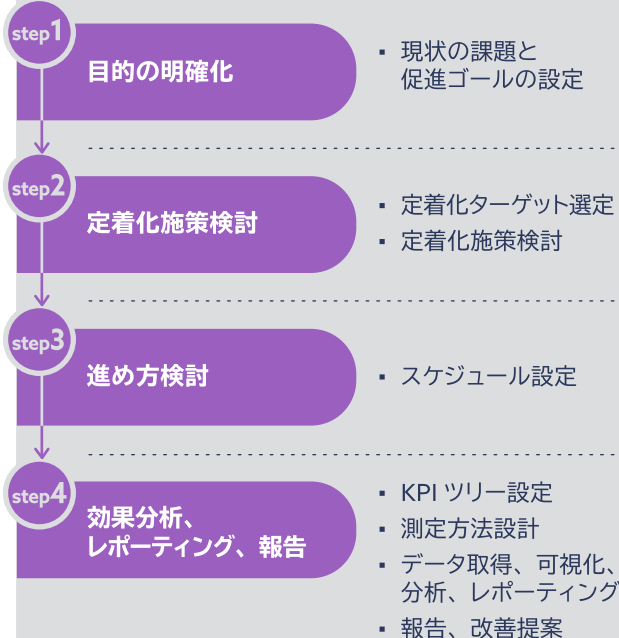 step1
目的の明確化
▪ 現状の課題と
促進ゴールの設定
step2
定着化施策検討
▪ 定着化ターゲット選定
▪ 定着化施策検討
step3
進め方検討
▪ スケジュール設定
step4
効果分析、
レポーティング、報告
▪ KPI ツリー設定
▪ 測定方法設計
▪ データ取得、可視化、
分析、レポーティング
▪ 報告、改善提案